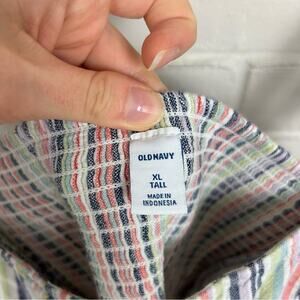 OLD NAVY
XL
TALL
MADE IN
INDONESIA